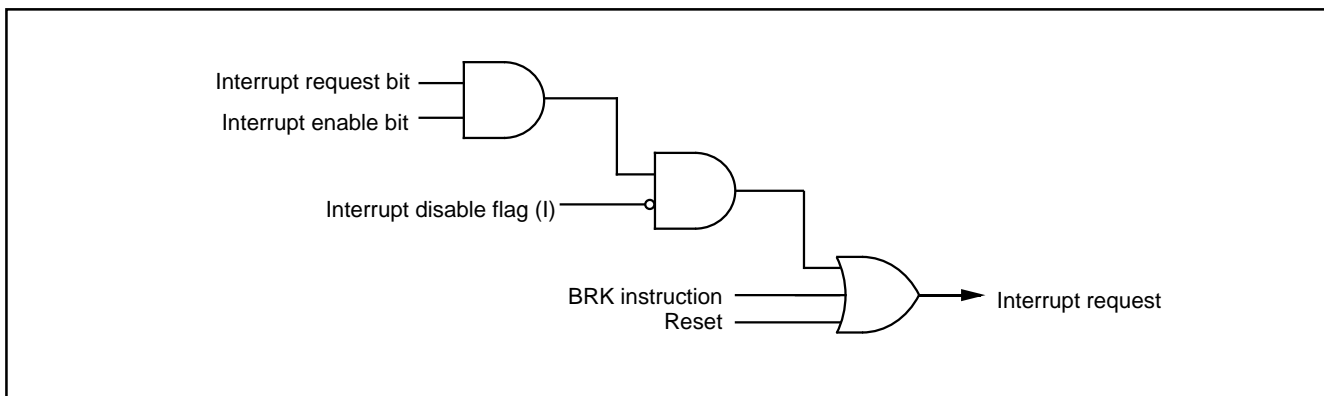 Interrupt request bit
Interrupt enable bit
Interrupt disable flag (I)
BRK instruction
Reset
Interrupt request